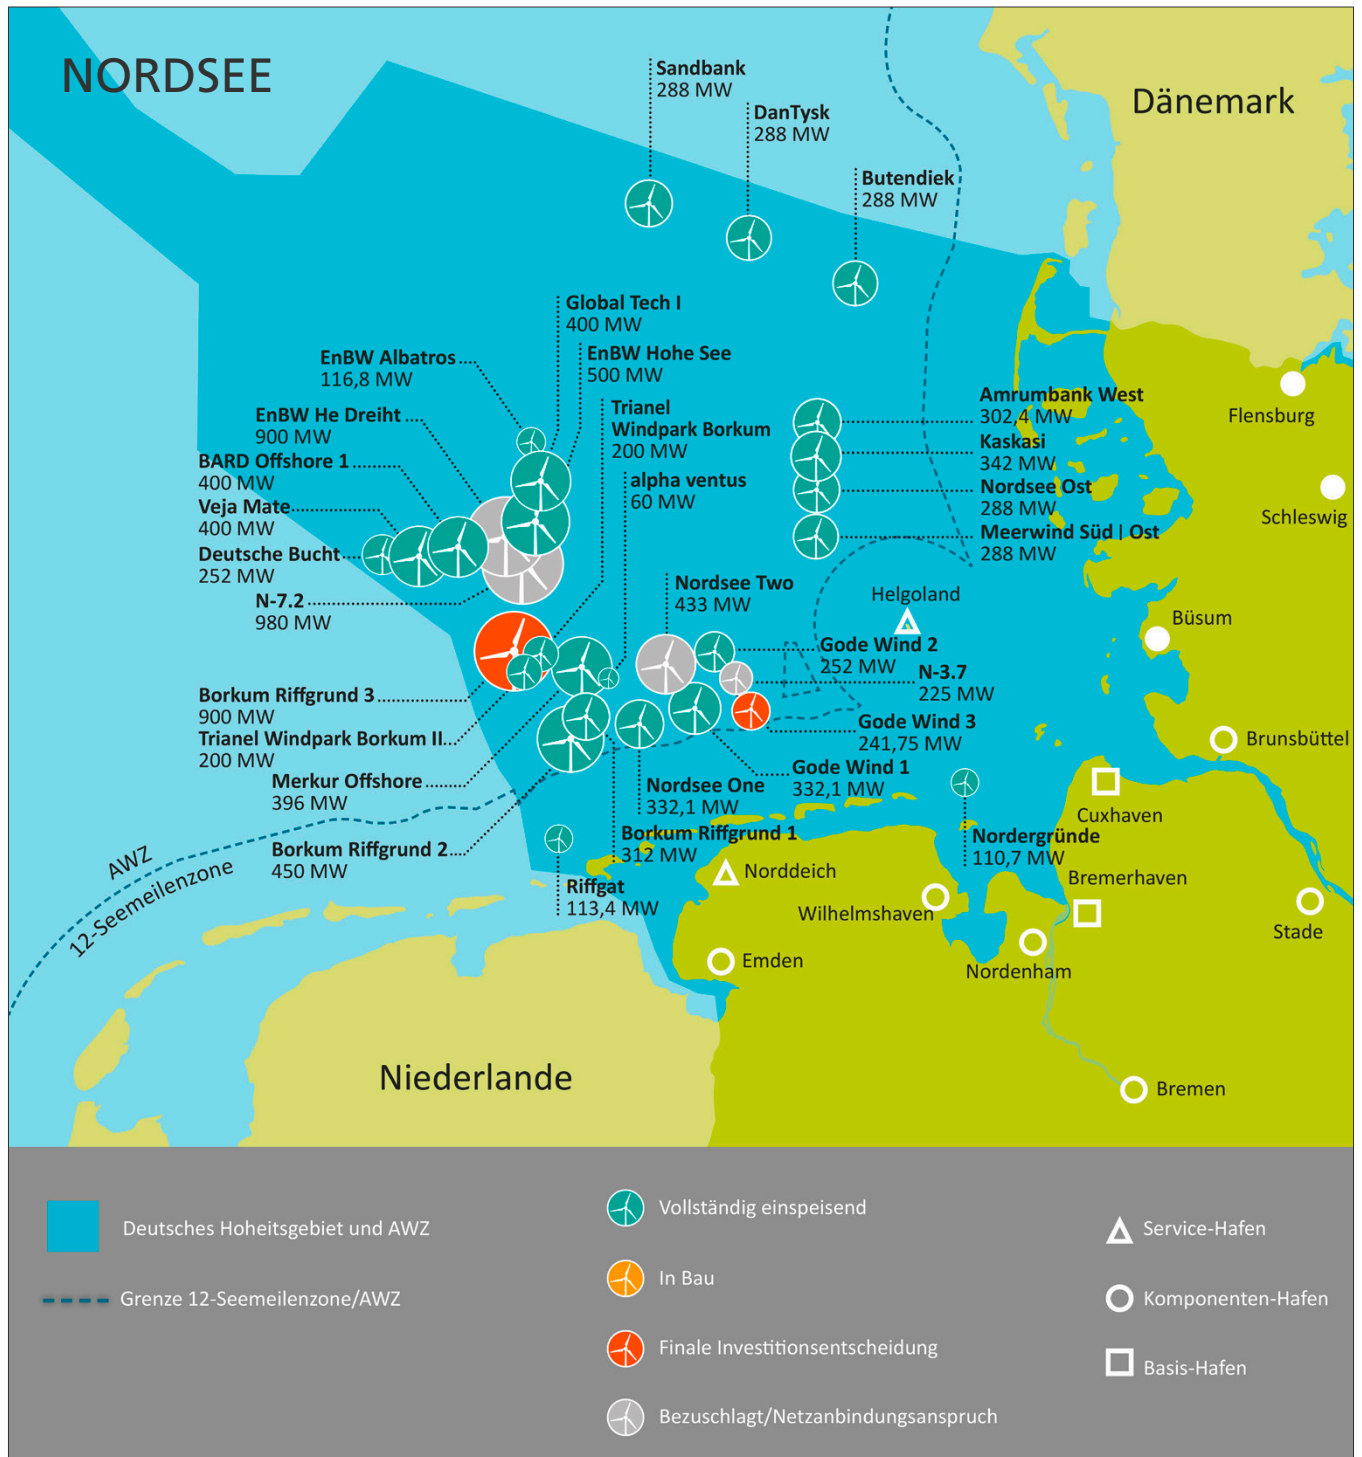 NORDSEE
Dänemark
Sandbank
288 MW
DanTysk
288 MW
Butendiek
288 MW
Global Tech I
400 MW
EnBW Hohe See
500 MW
EnBW Albatros
116,8 MW
EnBW He Dreiht
900 MW
Trianel
Windpark Borkum
200 MW
BARD Offshore 1
400 MW
alpha ventus
60 MW
Veja Mate
400 MW
Deutsche Bucht
252 MW
N-7.2
980 MW
Amrumbank West
302,4 MW
Kaskasi
342 MW
Nordsee Ost
288 MW
Meerwind Süd | Ost
288 MW
Flensburg
Schleswig
Nordsee Two
433 MW
Helgoland
Büsum
Gode Wind 2
252 MW
N-3.7
225 MW
Borkum Riffgrund 3
900 MW
Gode Wind 3
241,75 MW
Trianel Windpark Borkum II
200 MW
Brunsbüttel
Merkur Offshore
396 MW
Nordsee One
332,1 MW
Gode Wind 1
332,1 MW
Cuxhaven
Borkum Riffgrund 2
450 MW
Borkum Riffgrund 1
312 MW
Nordergründe
110,7 MW
AWZ
12-Seemeilenzone
Riffgat
113,4 MW
Norddeich
Bremerhaven
Wilhelmshaven
Stade
Emden
Nordenham
Niederlande
Bremen
Deutsches Hoheitsgebiet und AWZ
Grenze 12-Seemeilenzone/AWZ
Vollständig einspeisend
In Bau
Finale Investitionsentscheidung
Bezuschlagt/Netzanbindungsanspruch
Service-Hafen
Komponenten-Hafen
Basis-Hafen